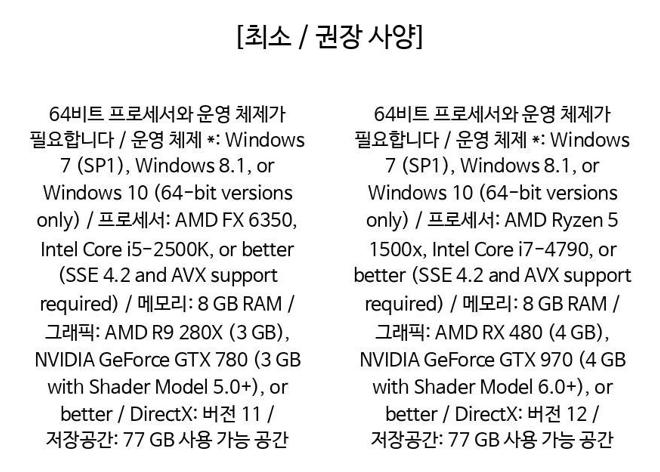 [최소 / 권장 사양]
64비트 프로세서와 운영 체제가
필요합니다 / 운영 체제 *: Windows
7 (SP1), Windows 8.1, or
Windows 10 (64-bit versions
only) / 프로세서: AMD FX 6350,
Intel Core i5-2500K, or better
(SSE 4.2 and AVX support
required) / 메모리: 8 GB RAM /
그래픽: AMD R9 280X (3 GB),
NVIDIA GeForce GTX 780 (3 GB
with Shader Model 5.0+), or
better / DirectX: 버전 11 /
저장공간: 77 GB 사용 가능 공간
64비트 프로세서와 운영 체제가
필요합니다 / 운영 체제 *: Windows
7 (SP1), Windows 8.1, or
Windows 10 (64-bit versions
only) / 프로세서: AMD Ryzen 5
1500x, Intel Core i7-4790, or
better (SSE 4.2 and AVX support
required) / 메모리: 8 GB RAM /
그래픽: AMD RX 480 (4 GB),
NVIDIA GeForce GTX 970 (4 GB
with Shader Model 6.0+), or
better / DirectX: 버전 12 /
저장공간: 77 GB 사용 가능 공간